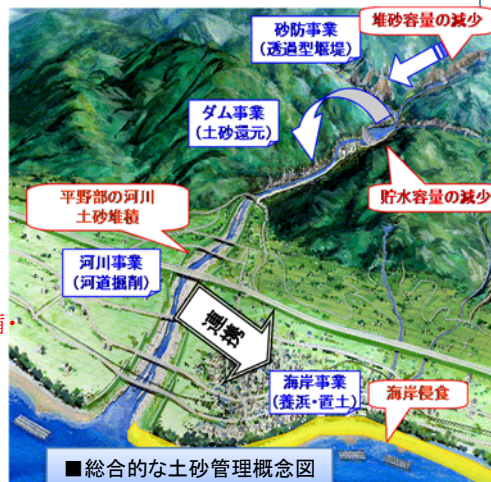 砂防事業
（透過型堰堤）
堆砂容量の減少
ダム事業
（土砂還元）
平野部の河川
土砂堆積
貯水容量の減少
河川事業
（河道掘削）
連携
海岸事業
（養浜・置土）
海岸侵食
■総合的な土砂管理概念図